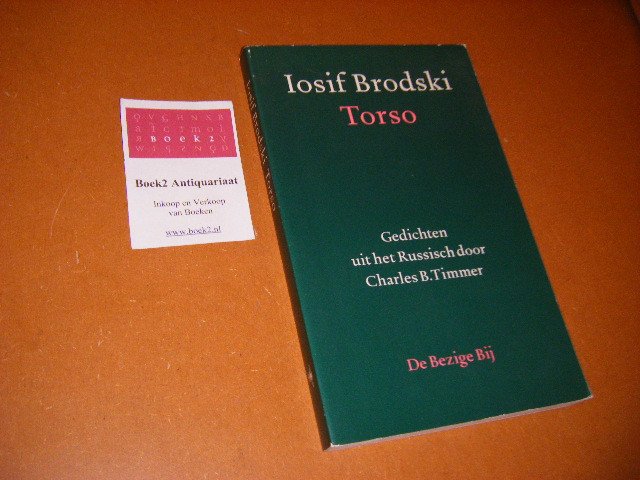 Iosif Brodski
Torso
Gedichten
uit het Russisch door
Charles B. Timmer
De Bezige Bij
Q V G H N S B
Boek2
Boek2 Antiquariaat
Inkoop en Verkoop
van Boeken
www.boek2.nl